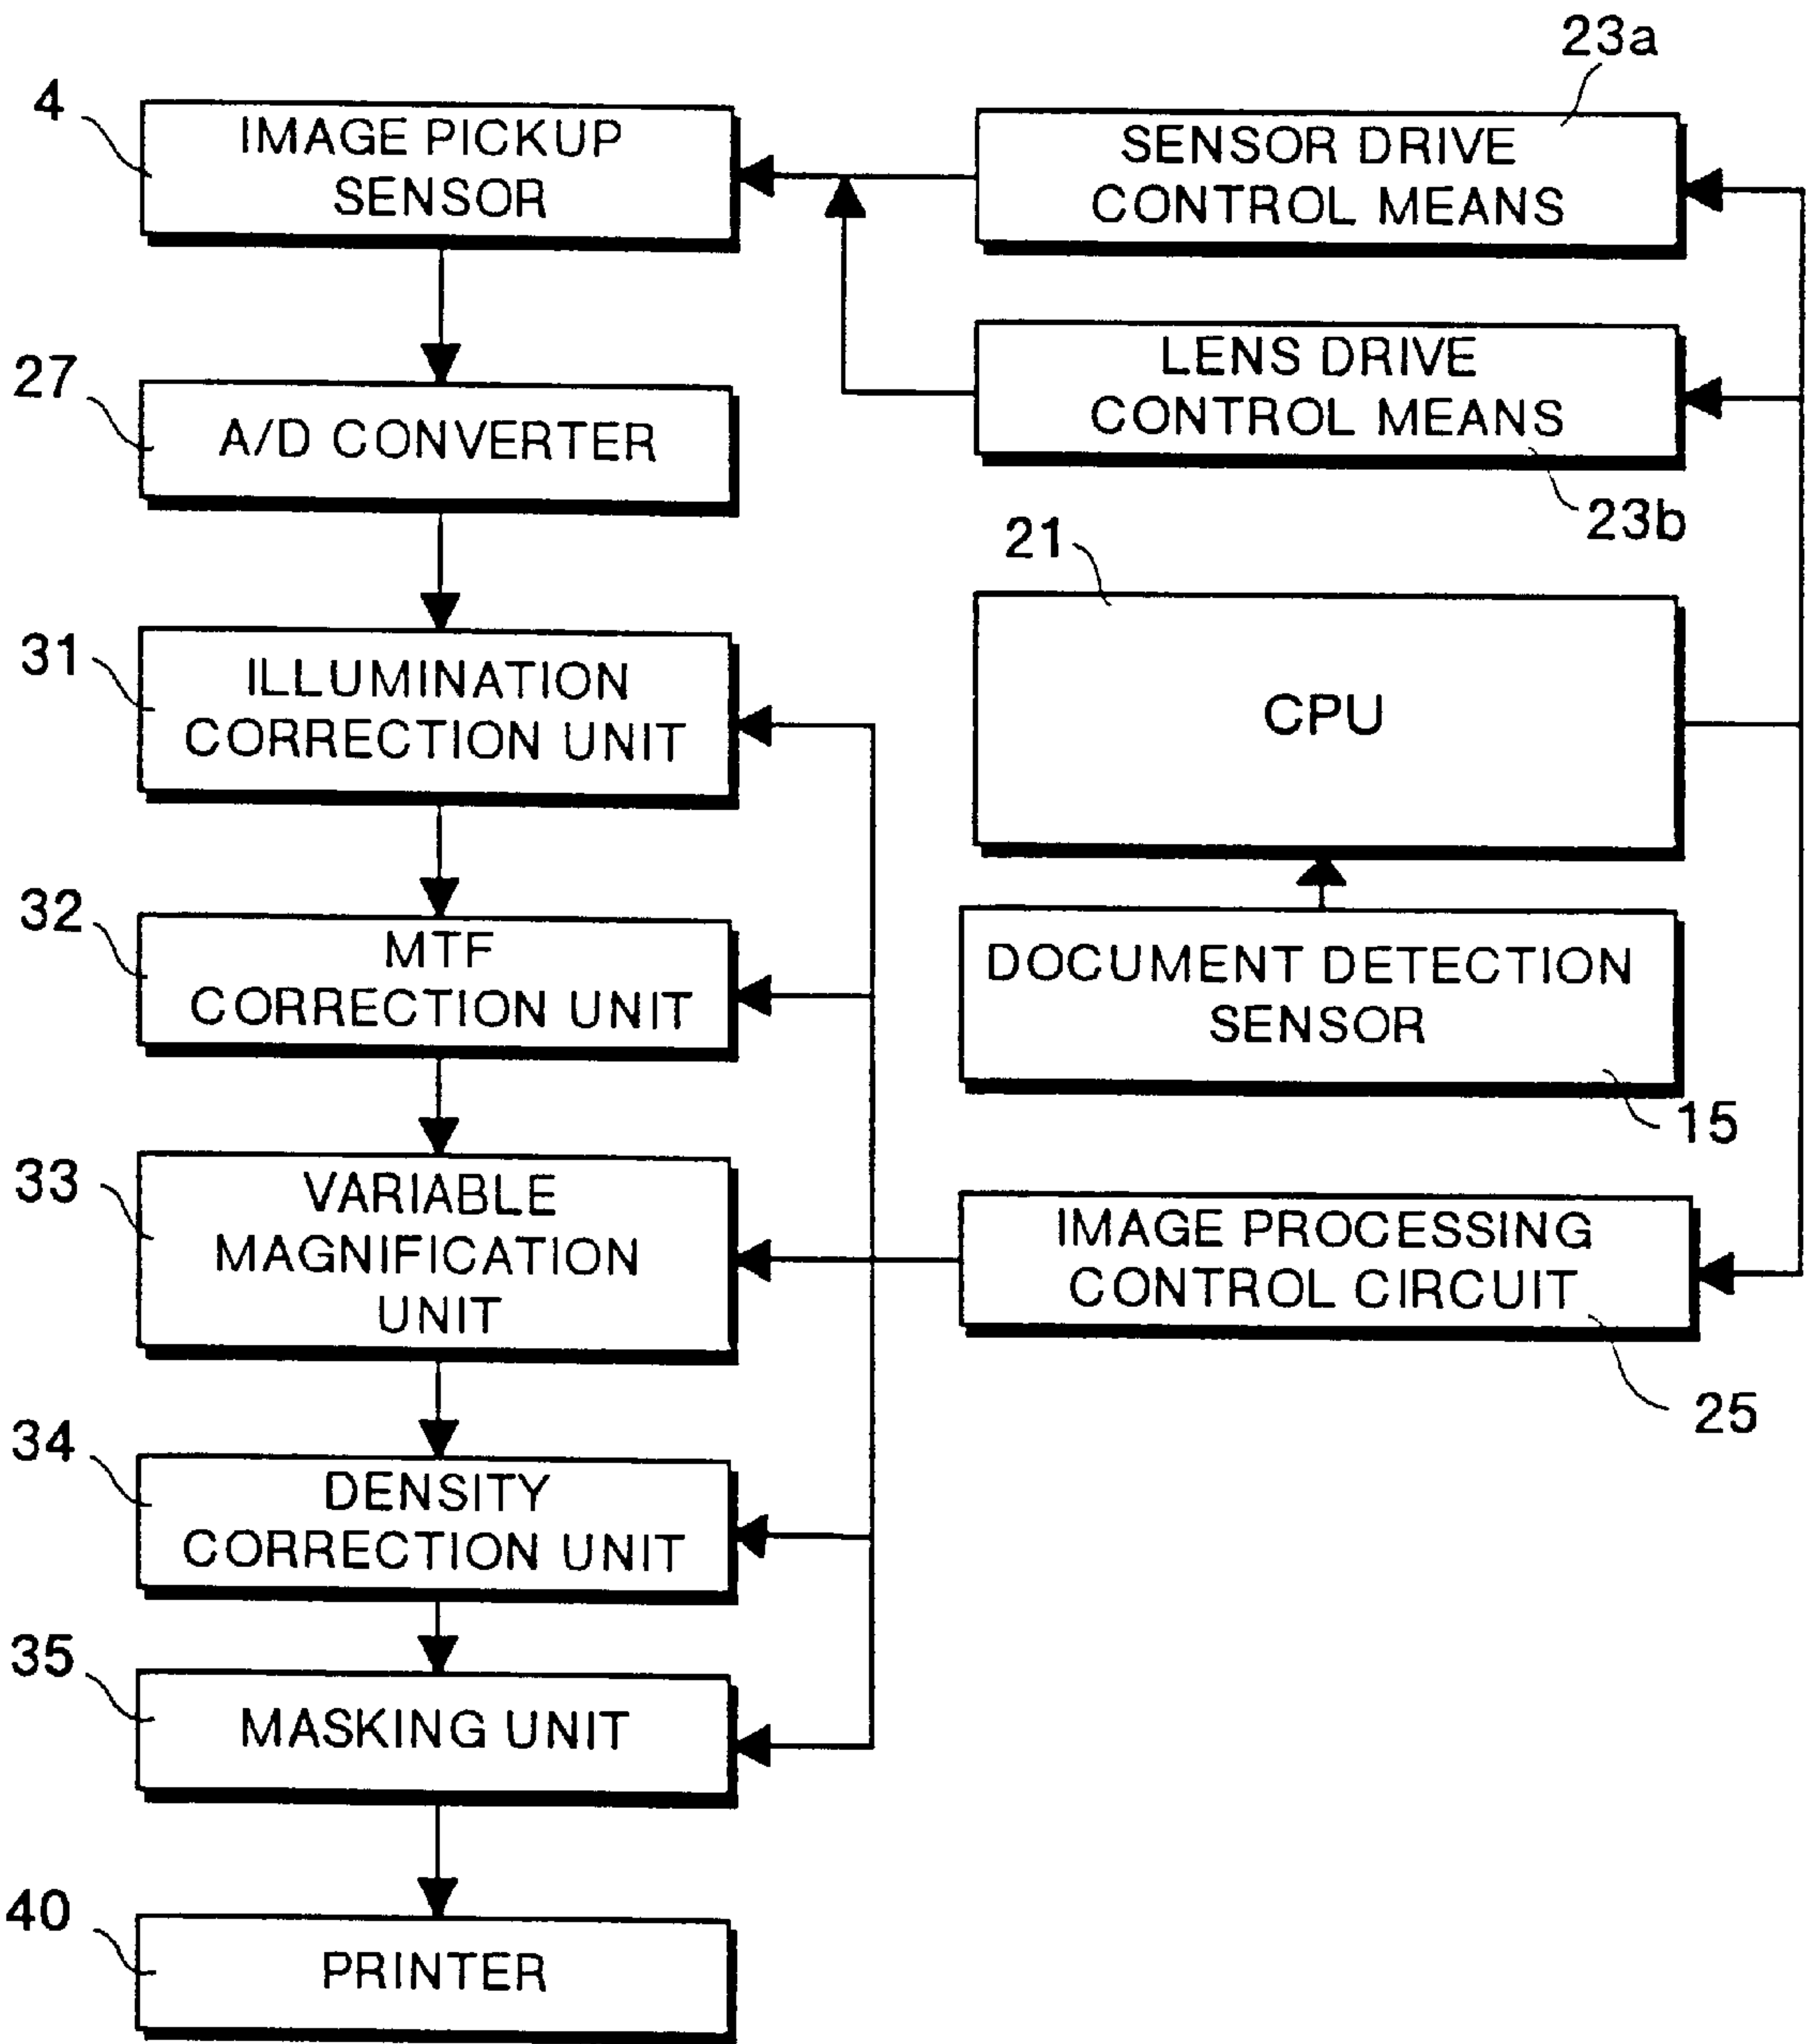 23a
4
IMAGE PICKUP
SENSOR
SENSOR DRIVE
CONTROL MEANS
27
A/D CONVERTER
LENS DRIVE
CONTROL MEANS
23b
21
CPU
31
ILLUMINATION
CORRECTION UNIT
32
MTF
CORRECTION UNIT
DOCUMENT DETECTION
SENSOR
15
33
VARIABLE
MAGNIFICATION
UNIT
IMAGE PROCESSING
CONTROL CIRCUIT
25
34
DENSITY
CORRECTION UNIT
35
MASKING UNIT
40
PRINTER